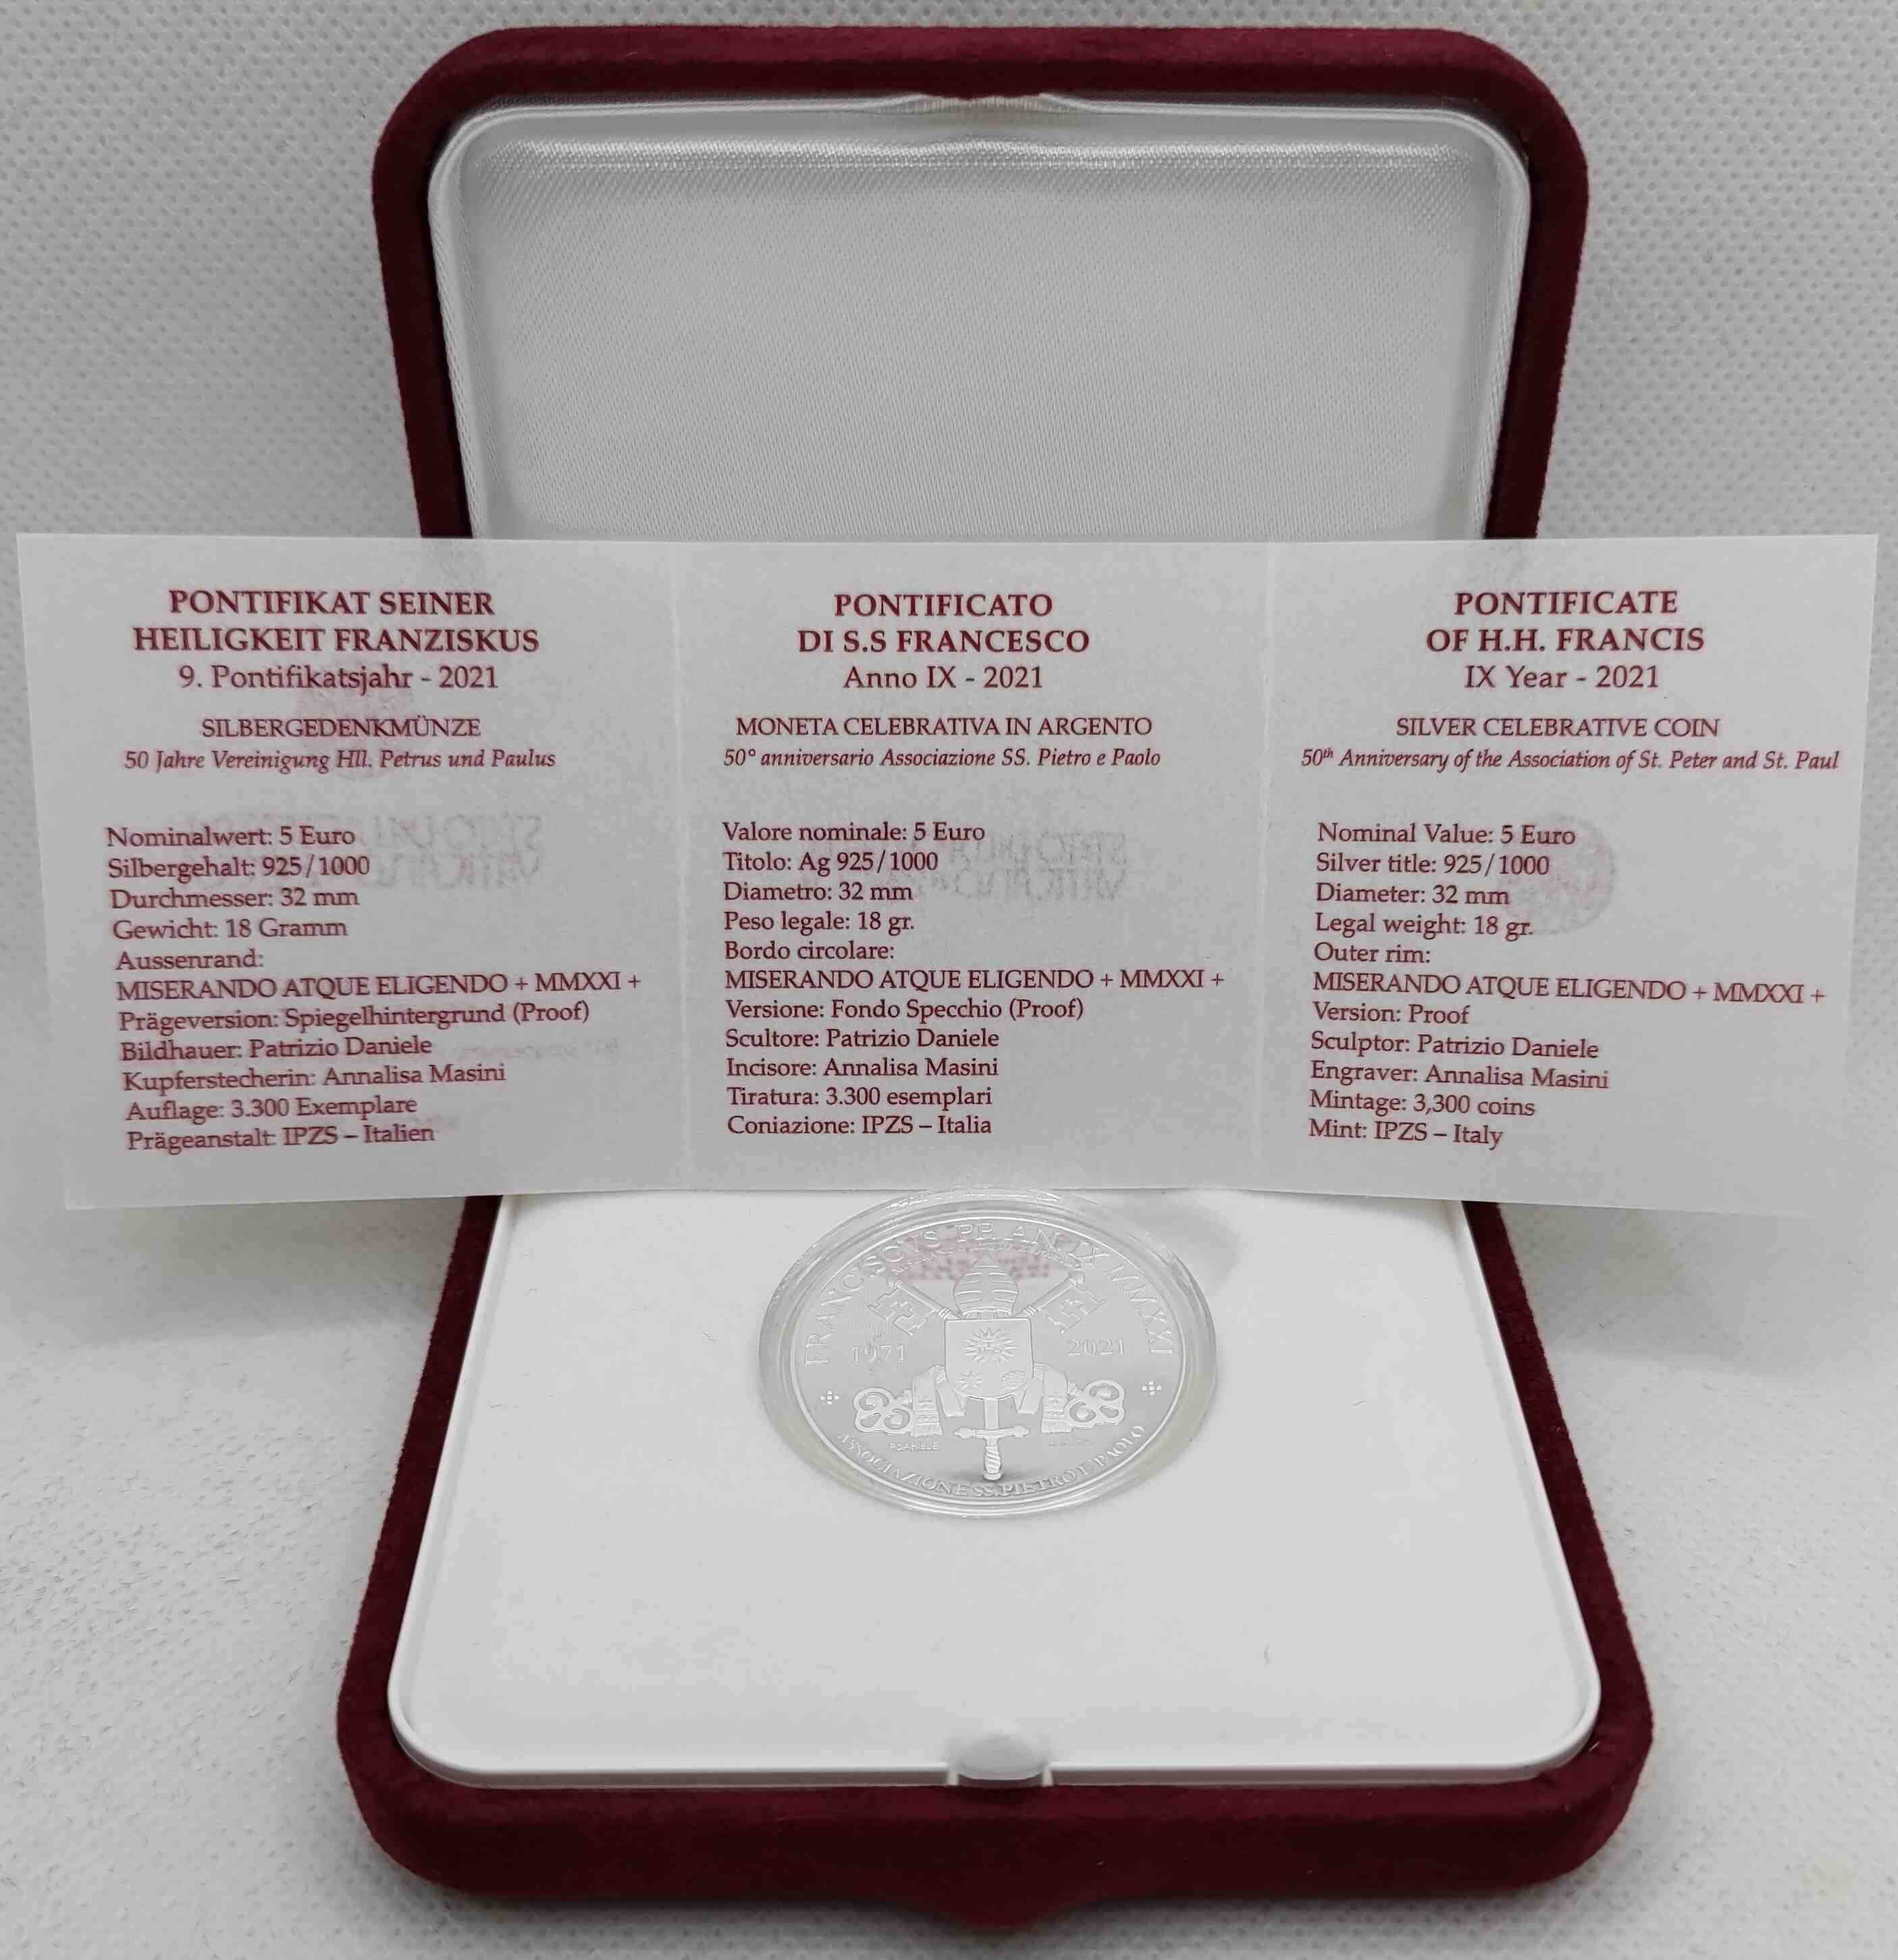 PONTIFIKAT SEINER
HEILIGKEIT FRANZISKUS
9. Pontifikatsjahr - 2021
SILBERGEDENKMÜNZE
50 Jahre Vereinigung Hll. Petrus und Paulus
Nominalwert: 5 Euro
Silbergehalt: 925/1000
Durchmesser: 32 mm
Gewicht: 18 Gramm
Aussenrand:
MISERANDO ATQUE ELIGENDO + MMXXI +
Prägeversion: Spiegelhintergrund (Proof)
Bildhauer: Patrizio Daniele
Kupferstecherin: Annalisa Masini
Auflage: 3.300 Exemplare
Prägeanstalt: IPZS – Italien
PONTIFICATO
DI S.S FRANCESCO
Anno IX - 2021
MONETA CELEBRATIVA IN ARGENTO
50° anniversario Associazione SS. Pietro e Paolo
Valore nominale: 5 Euro
Titolo: Ag 925/1000
Diametro: 32 mm
Peso legale: 18 gr.
Bordo circolare:
MISERANDO ATQUE ELIGENDO + MMXXI +
Versione: Fondo Specchio (Proof)
Scultore: Patrizio Daniele
Incisore: Annalisa Masini
Tiratura: 3.300 esemplari
Coniazione: IPZS – Italia
PONTIFICATE
OF H.H. FRANCIS
IX Year - 2021
SILVER CELEBRATIVE COIN
50th Anniversary of the Association of St. Peter and St. Paul
Nominal Value: 5 Euro
Silver title: 925/1000
Diameter: 32 mm
Legal weight: 18 gr.
Outer rim:
MISERANDO ATQUE ELIGENDO + MMXXI +
Version: Proof
Sculptor: Patrizio Daniele
Engraver: Annalisa Masini
Mintage: 3,300 coins
Mint: IPZS – Italy
FRANCISCVS PP. AN. IX MMXXI
1971 2021
P.DANIELE
ASSOCIAZIONE SS. PIETRO E PAOLO